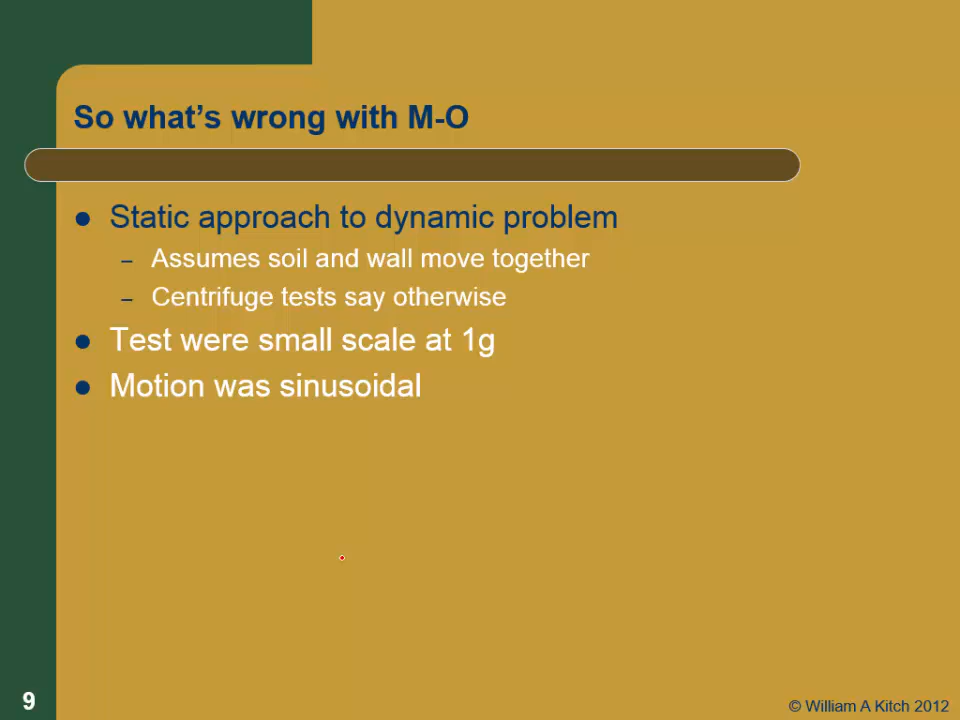 So what's wrong with M-O
Static approach to dynamic problem
– Assumes soil and wall move together
– Centrifuge tests say otherwise
Test were small scale at 1g
Motion was sinusoidal
9
© William A Kitch 2012